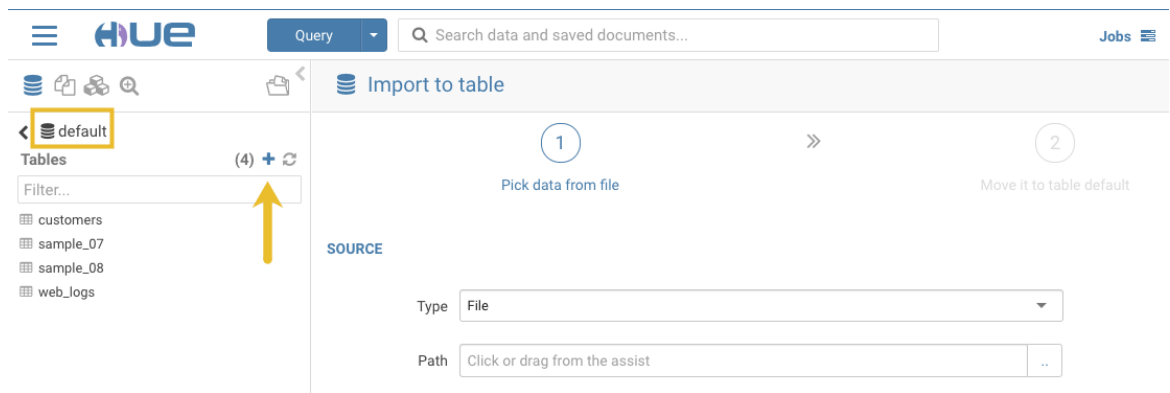 HUE
Query
Search data and saved documents...
Jobs
default
Tables (4)
Filter...
customers
sample_07
sample_08
web_logs
Import to table
1
2
Pick data from file
Move it to table default
SOURCE
Type File
Path Click or drag from the assist ..